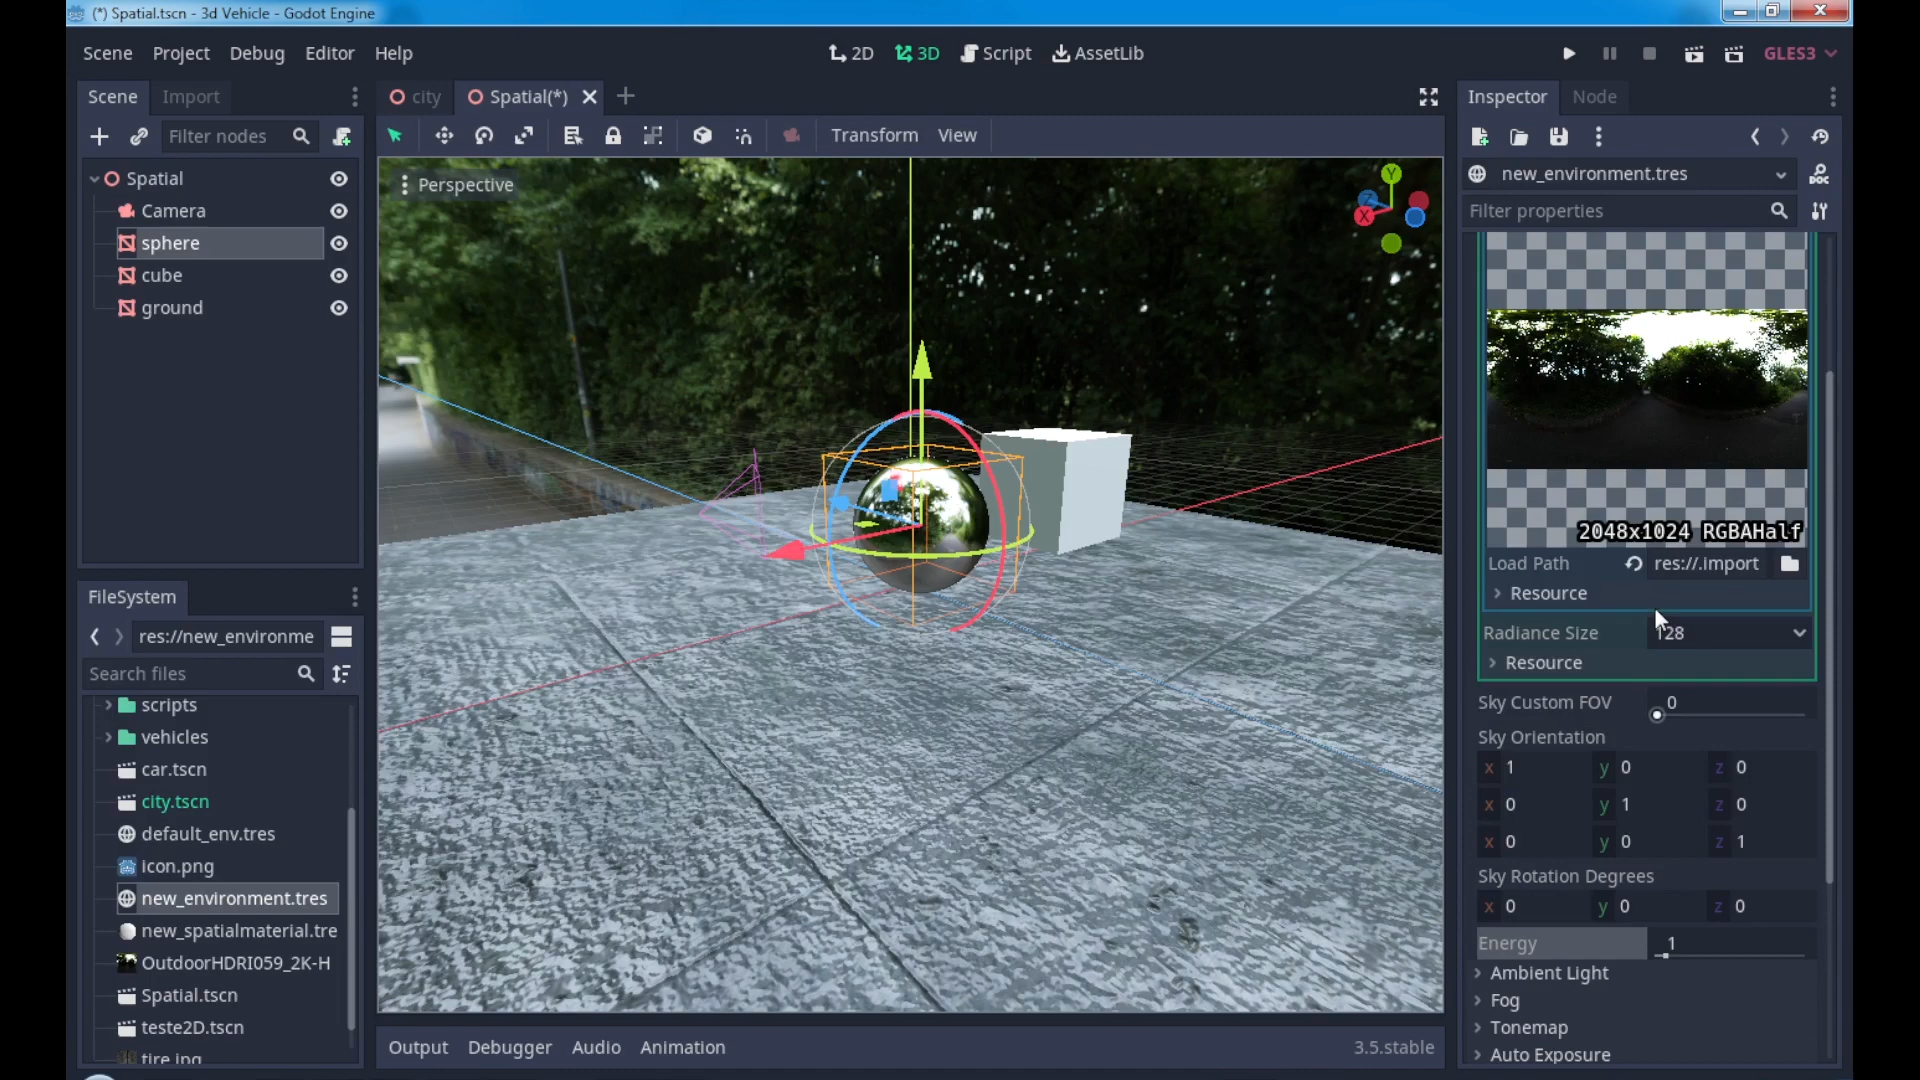 (*) Spatial.tscn - 3d Vehicle - Godot Engine
Scene Project Debug Editor Help
2D 3D Script AssetLib
GLES3
Scene Import
city Spatial(*)
Inspector Node
Filter nodes
Transform View
new_environment.tres
DOC
Filter properties
Spatial
Camera
sphere
cube
ground
Perspective
Y
Z
X
2048x1024 RGBAHalf
Load Path res://.import
Resource
Radiance Size 128
Resource
Sky Custom FOV 0
Sky Orientation
x 1 y 0 z 0
x 0 y 1 z 0
x 0 y 0 z 1
Sky Rotation Degrees
x 0 y 0 z 0
Energy 1
Ambient Light
Fog
Tonemap
Auto Exposure
FileSystem
res://new_environme
Search files
scripts
vehicles
car.tscn
city.tscn
default_env.tres
icon.png
new_environment.tres
new_spatialmaterial.tre
OutdoorHDRI059_2K-H
Spatial.tscn
teste2D.tscn
tire.jpg
Output Debugger Audio Animation
3.5.stable